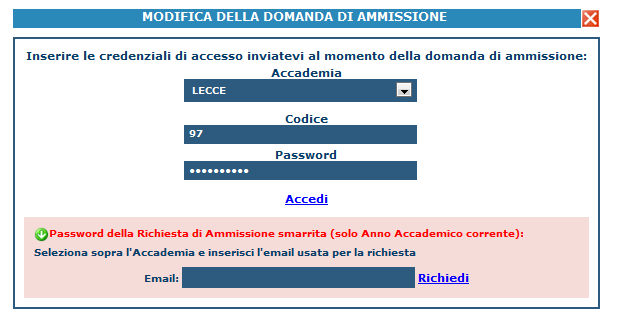 MODIFICA DELLA DOMANDA DI AMMISSIONE
Inserire le credenziali di accesso inviatevi al momento della domanda di ammissione:
Accademia
LECCE
Codice
97
Password
••••••••••
Accedi
Password della Richiesta di Ammissione smarrita (solo Anno Accademico corrente):
Seleziona sopra l'Accademia e inserisci l'email usata per la richiesta
Email: Richiedi